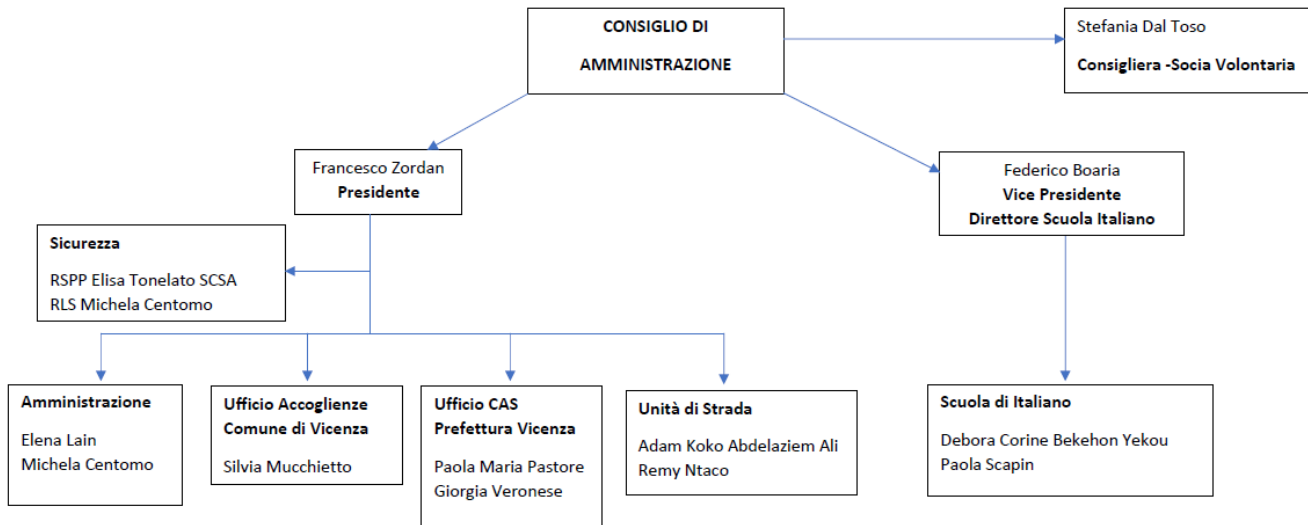 CONSIGLIO DI
AMMINISTRAZIONE
Stefania Dal Toso
Consigliera -Socia Volontaria
Francesco Zordan
Presidente
Federico Boaria
Vice Presidente
Direttore Scuola Italiano
Sicurezza
RSPP Elisa Tonelato SCSA
RLS Michela Centomo
Amministrazione
Elena Lain
Michela Centomo
Ufficio Accoglienze
Comune di Vicenza
Silvia Mucchietto
Ufficio CAS
Prefettura Vicenza
Paola Maria Pastore
Giorgia Veronese
Unità di Strada
Adam Koko Abdelaziem Ali
Remy Ntaco
Scuola di Italiano
Debora Corine Bekehon Yekou
Paola Scapin